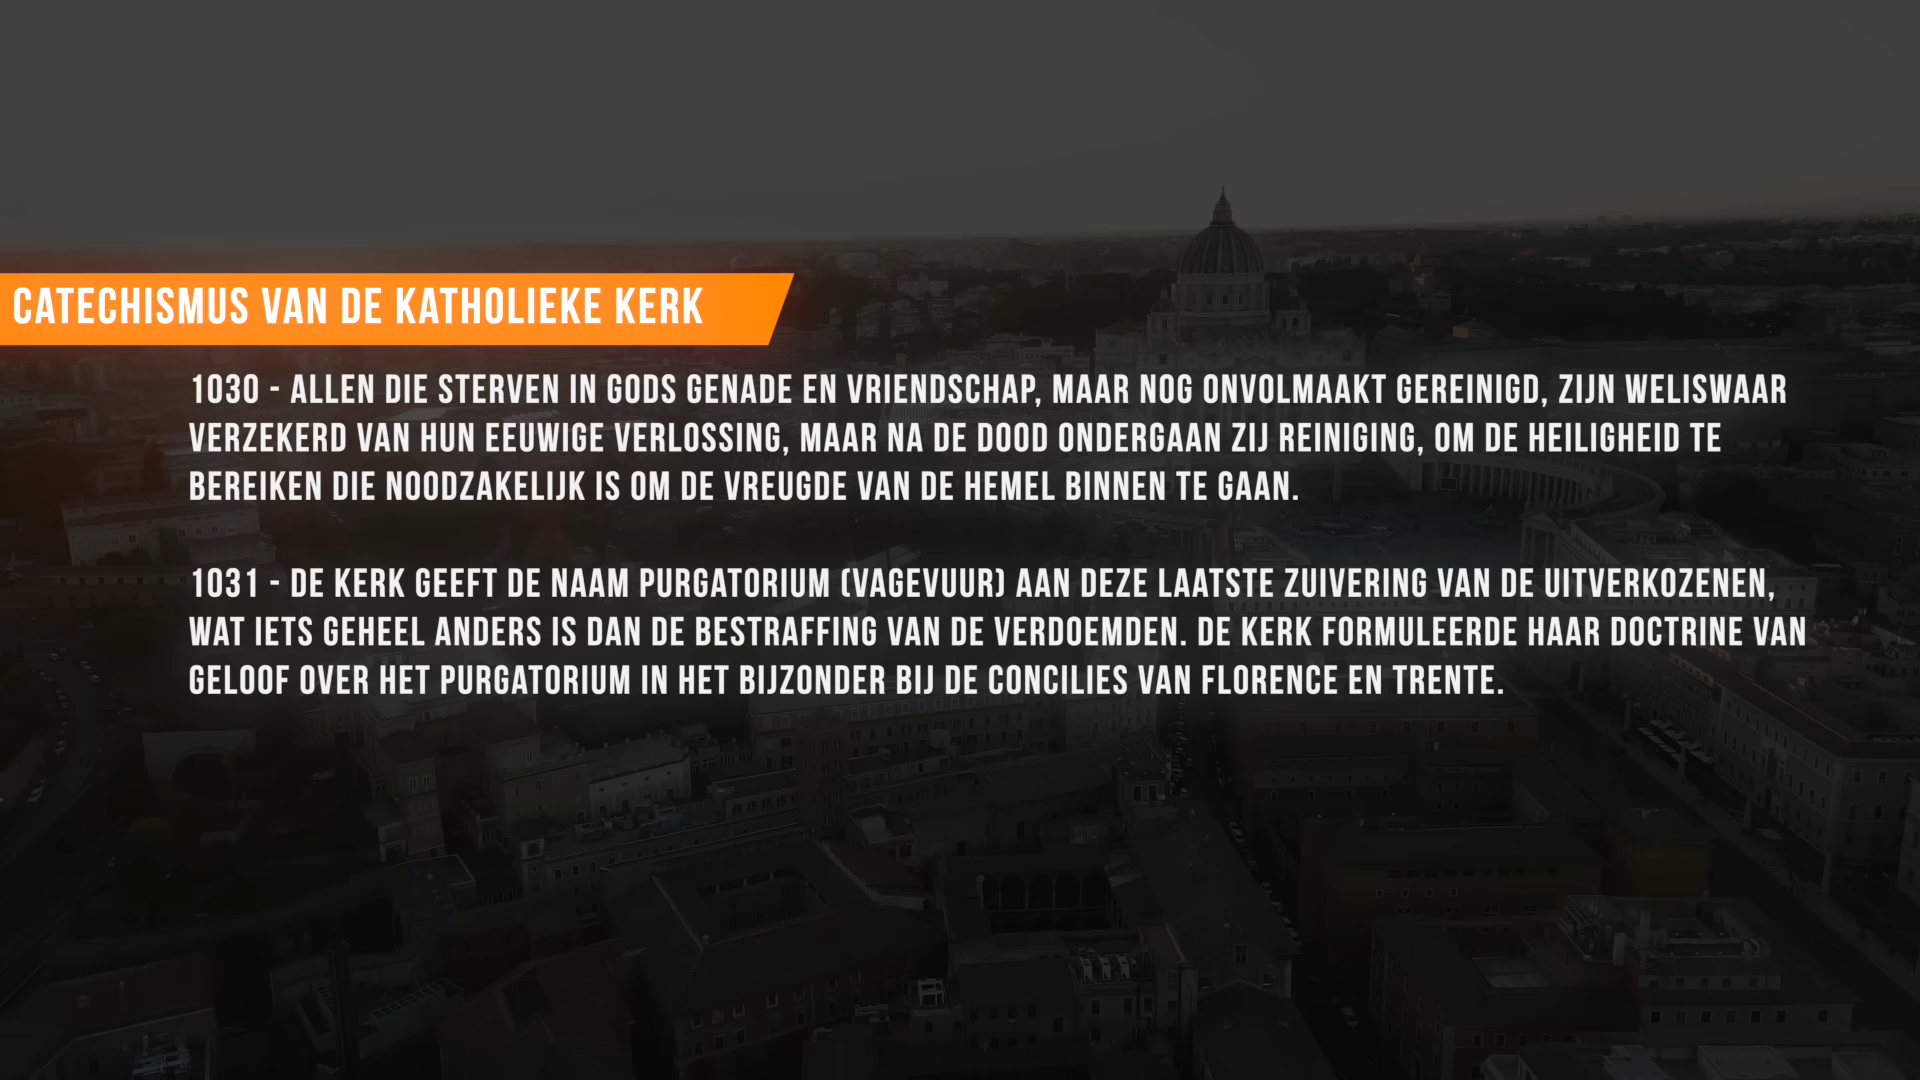 CATECHISMUS VAN DE KATHOLIEKE KERK
1030 - ALLEN DIE STERVEN IN GODS GENADE EN VRIENDSCHAP, MAAR NOG ONVOLMAAKT GEREINIGD, ZIJN WELISWAAR
VERZEKERD VAN HUN EEUWIGE VERLOSSING, MAAR NA DE DOOD ONDERGAAN ZIJ REINIGING, OM DE HEILIGHEID TE
BEREIKEN DIE NOODZAKELIJK IS OM DE VREUGDE VAN DE HEMEL BINNEN TE GAAN.
1031 - DE KERK GEEFT DE NAAM PURGATORIUM (VAGEVUUR) AAN DEZE LAATSTE ZUIVERING VAN DE UITVERKOZENEN,
WAT IETS GEHEEL ANDERS IS DAN DE BESTRAFFING VAN DE VERDOEMDEN. DE KERK FORMULEERDE HAAR DOCTRINE VAN
GELOOF OVER HET PURGATORIUM IN HET BIJZONDER BIJ DE CONCILIES VAN FLORENCE EN TRENTE.